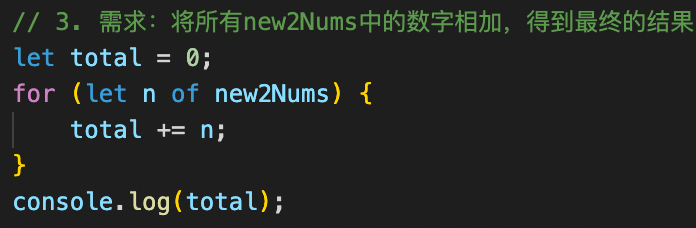 // 3. 需求：将所有new2Nums中的数字相加，得到最终的结果
let total = 0;
for (let n of new2Nums) {
    total += n;
}
console.log(total);